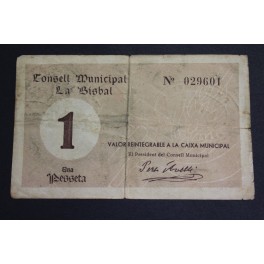 Consell Municipal
La Bisbal
Nº 029601
1
Una
Pesseta
VALOR REINTEGRABLE A LA CAIXA MUNICIPAL
El President del Consell Municipal